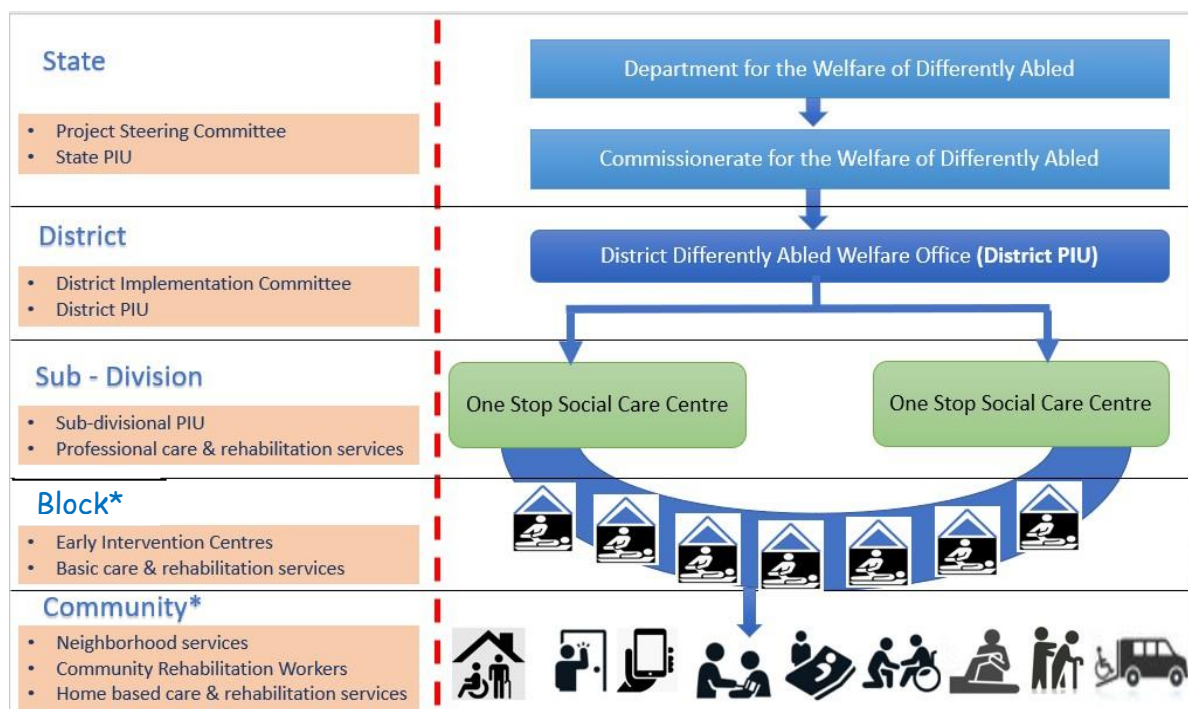 State
• Project Steering Committee
• State PIU
Department for the Welfare of Differently Abled
Commissionerate for the Welfare of Differently Abled
District
• District Implementation Committee
• District PIU
District Differently Abled Welfare Office (District PIU)
Sub - Division
• Sub-divisional PIU
• Professional care & rehabilitation services
One Stop Social Care Centre
One Stop Social Care Centre
Block*
• Early Intervention Centres
• Basic care & rehabilitation services
Community*
• Neighborhood services
• Community Rehabilitation Workers
• Home based care & rehabilitation services